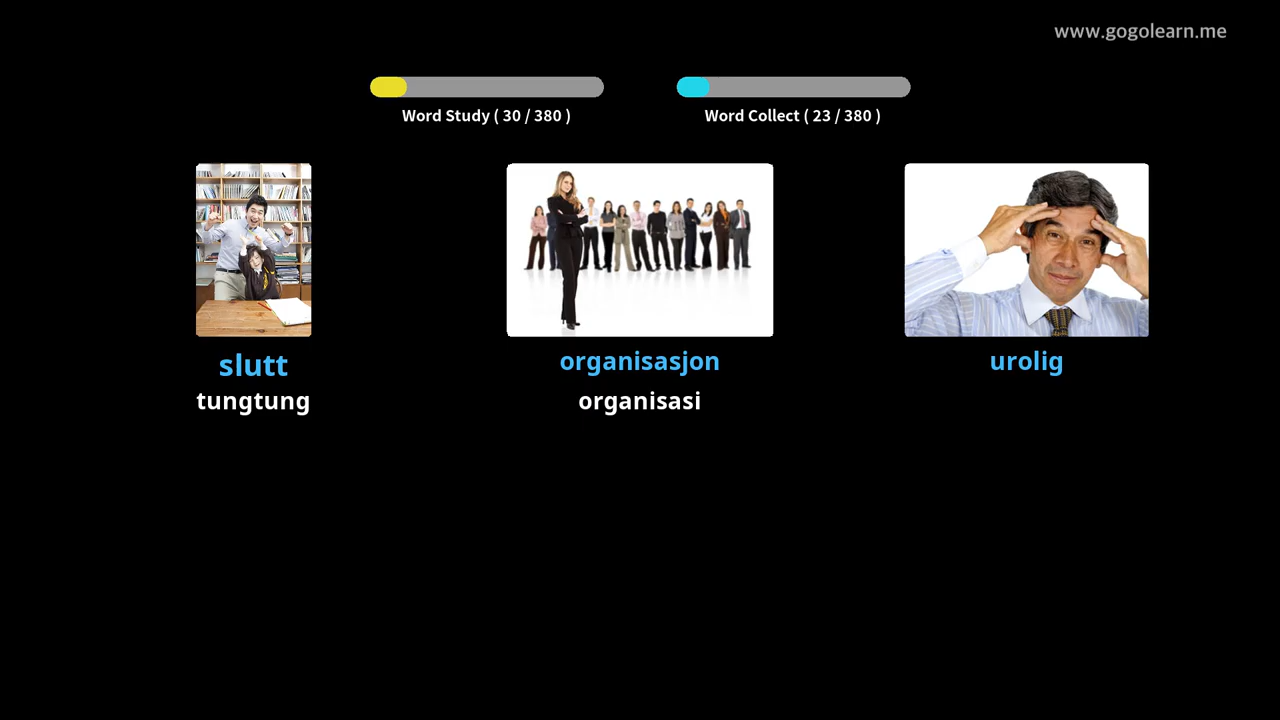 www.gogolearn.me
Word Study ( 30 / 380 )
Word Collect ( 23 / 380 )
slutt
tungtung
organisasjon
organisasi
urolig